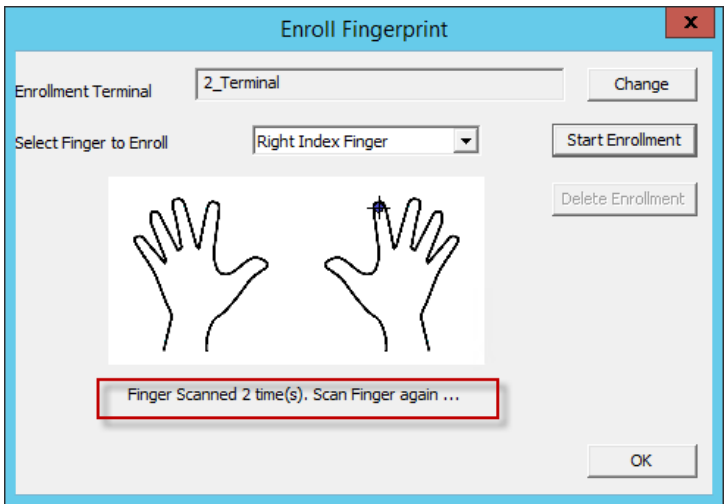 Enroll Fingerprint
x
Enrollment Terminal
2_Terminal
Change
Select Finger to Enroll
Right Index Finger
Start Enrollment
Delete Enrollment
Finger Scanned 2 time(s). Scan Finger again ...
OK